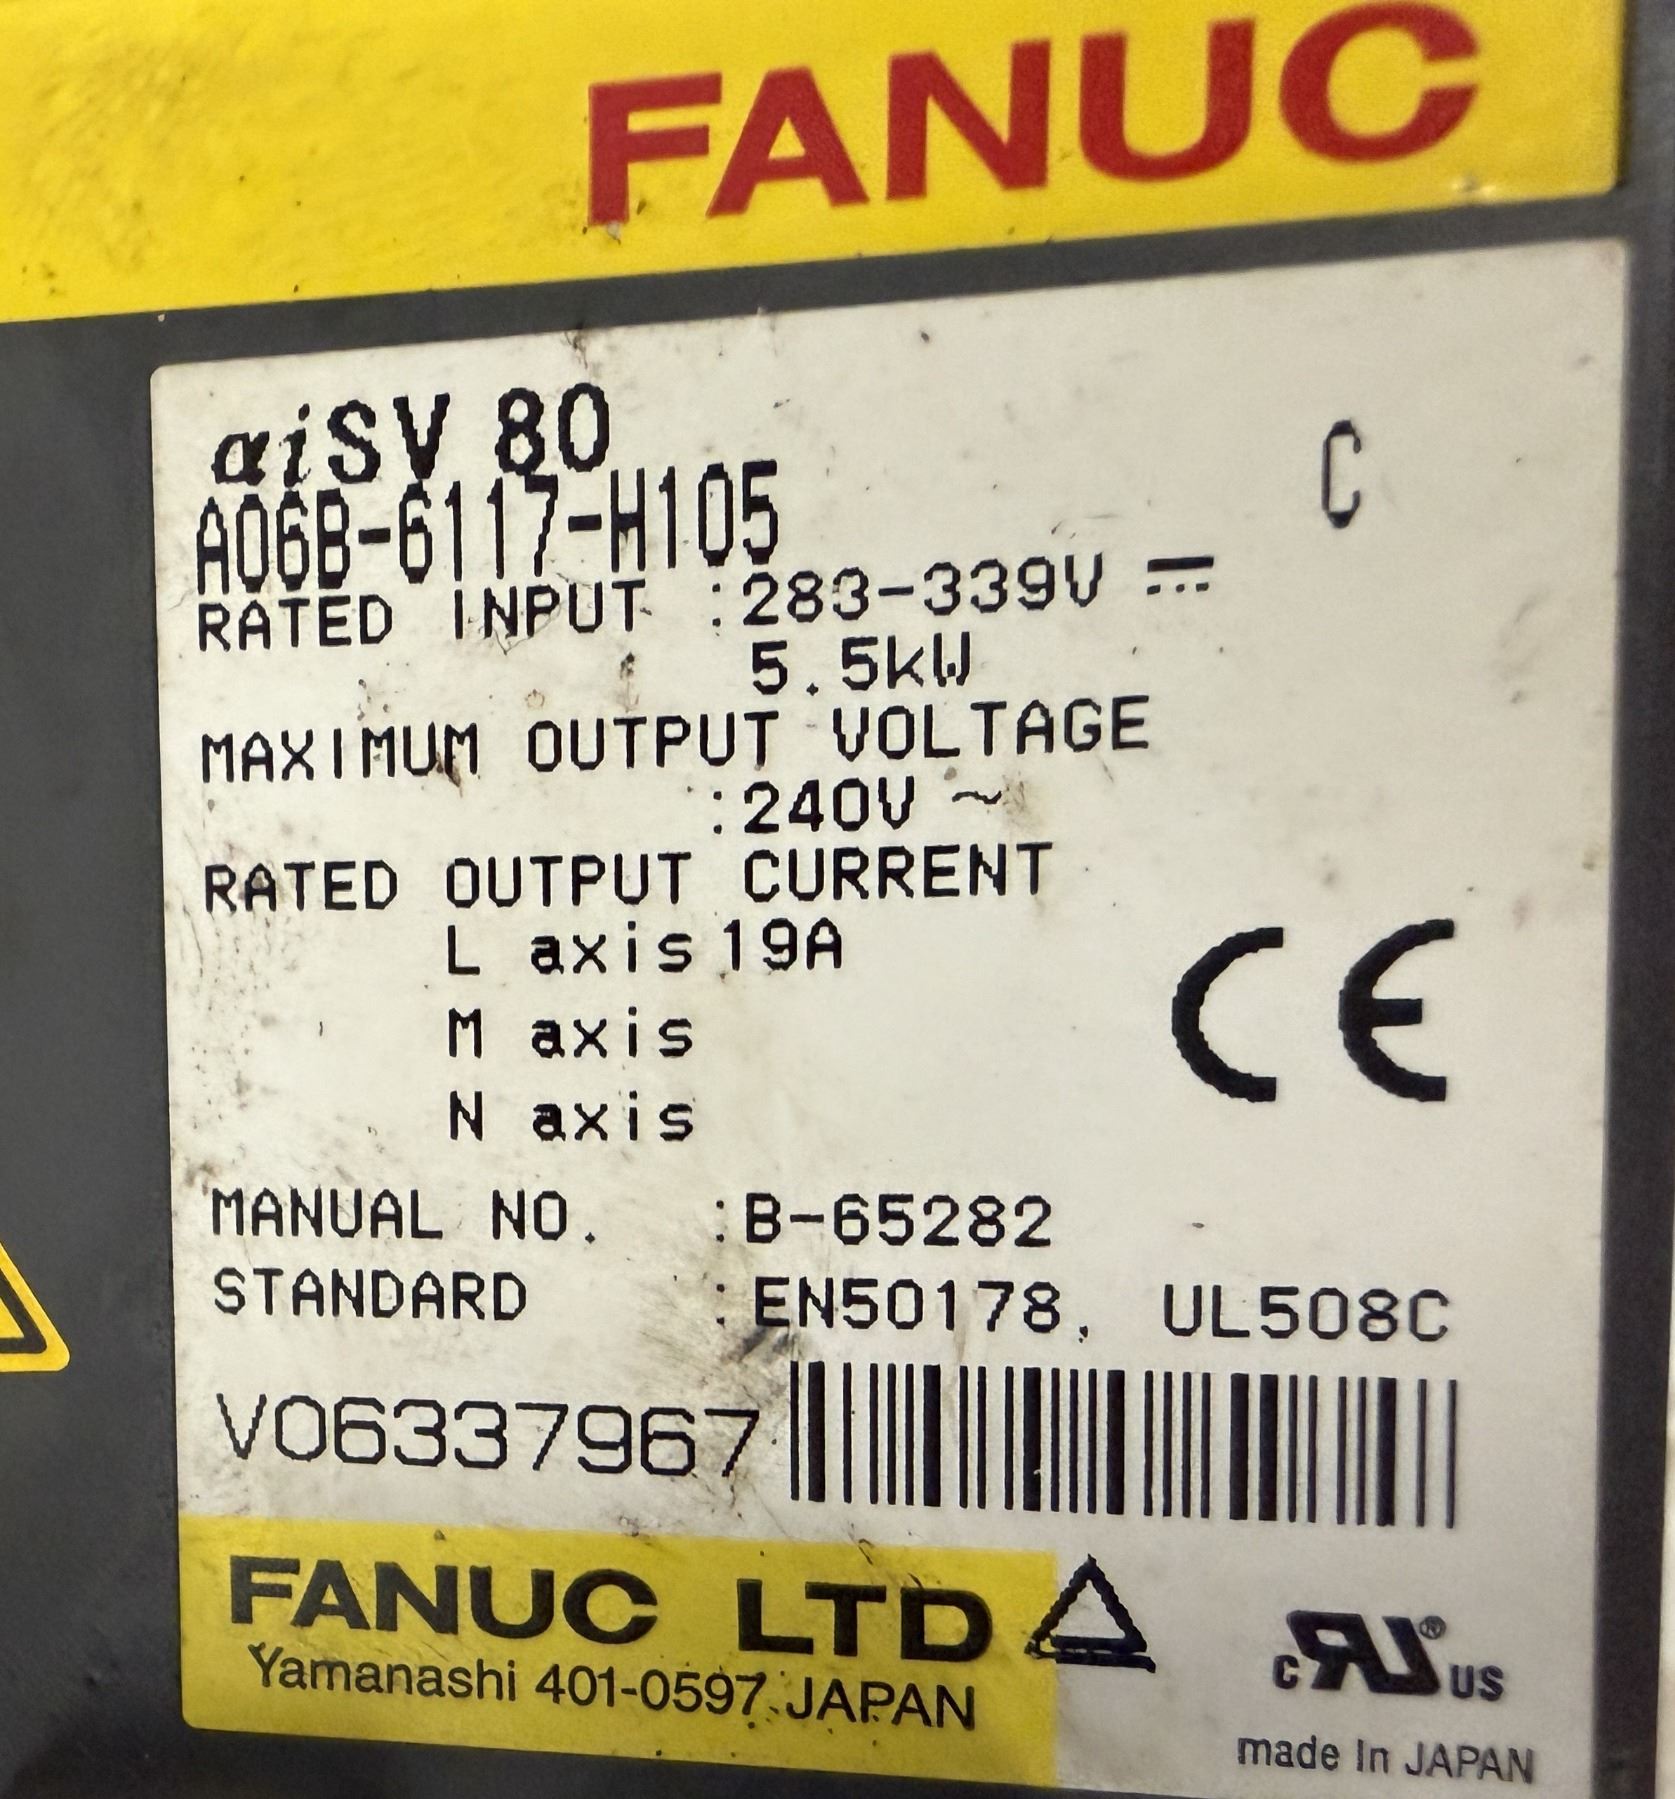 FANUC
αiSV 80
C
A06B-6117-H105
RATED INPUT :283-339V ⎓
5.5kW
MAXIMUM OUTPUT VOLTAGE
:240V ~
RATED OUTPUT CURRENT
L axis 19A
M axis
N axis
CE
MANUAL NO. :B-65282
STANDARD :EN50178, UL508C
V06337967
FANUC LTD
Yamanashi 401-0597 JAPAN
c RU ® US
made In JAPAN